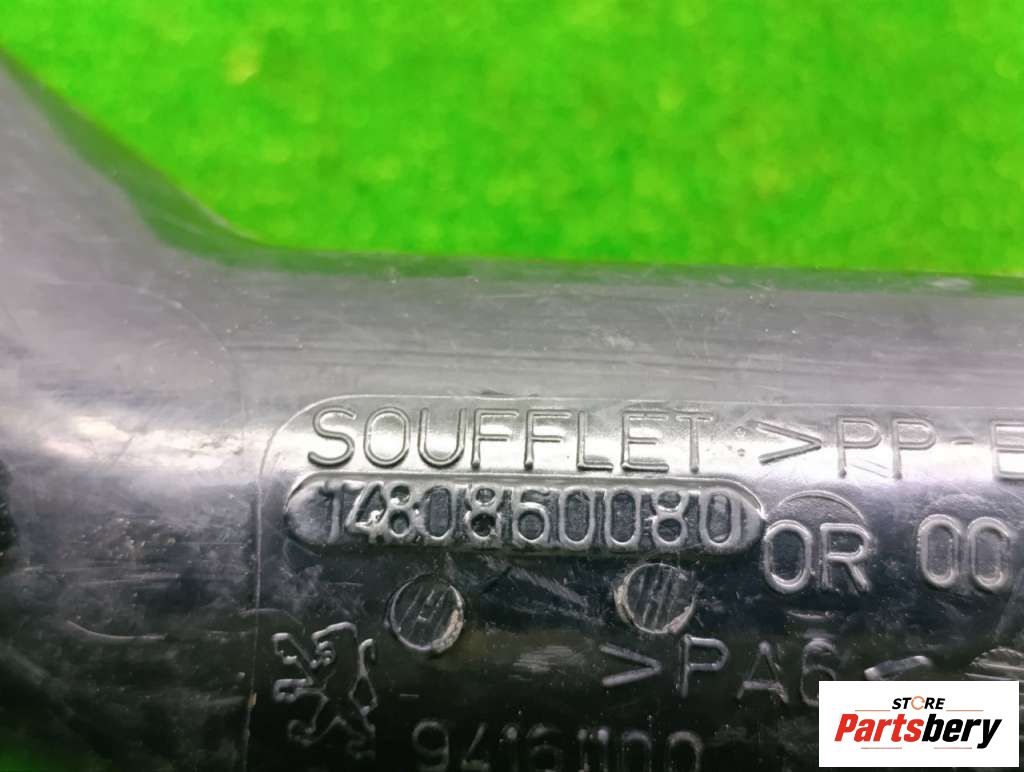 SOUFFLET >PP-E
1480860080 OR 00
>PA6<
STORE
Partsbery